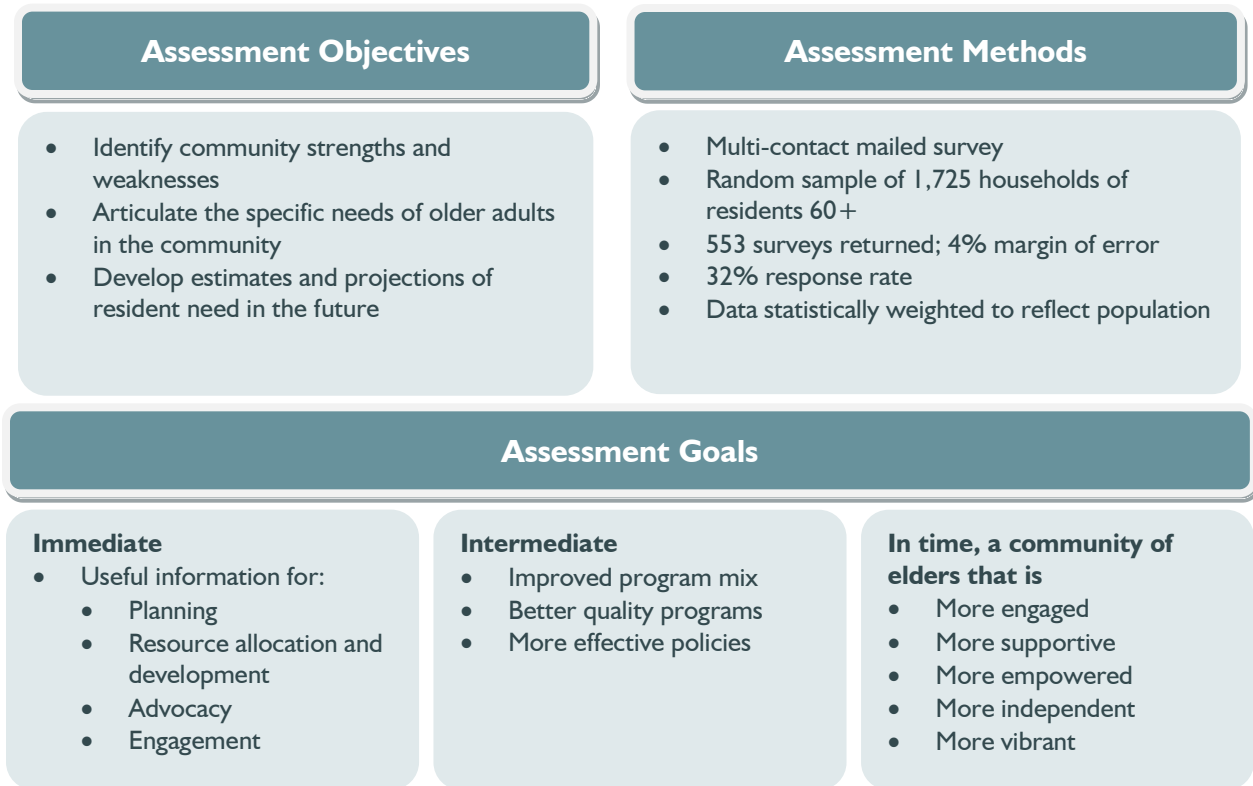 Assessment Objectives
• Identify community strengths and
weaknesses
• Articulate the specific needs of older adults
in the community
• Develop estimates and projections of
resident need in the future
Assessment Methods
• Multi-contact mailed survey
• Random sample of 1,725 households of
residents 60+
• 553 surveys returned; 4% margin of error
• 32% response rate
• Data statistically weighted to reflect population
Assessment Goals
Immediate
• Useful information for:
• Planning
• Resource allocation and
development
• Advocacy
• Engagement
Intermediate
• Improved program mix
• Better quality programs
• More effective policies
In time, a community of
elders that is
• More engaged
• More supportive
• More empowered
• More independent
• More vibrant